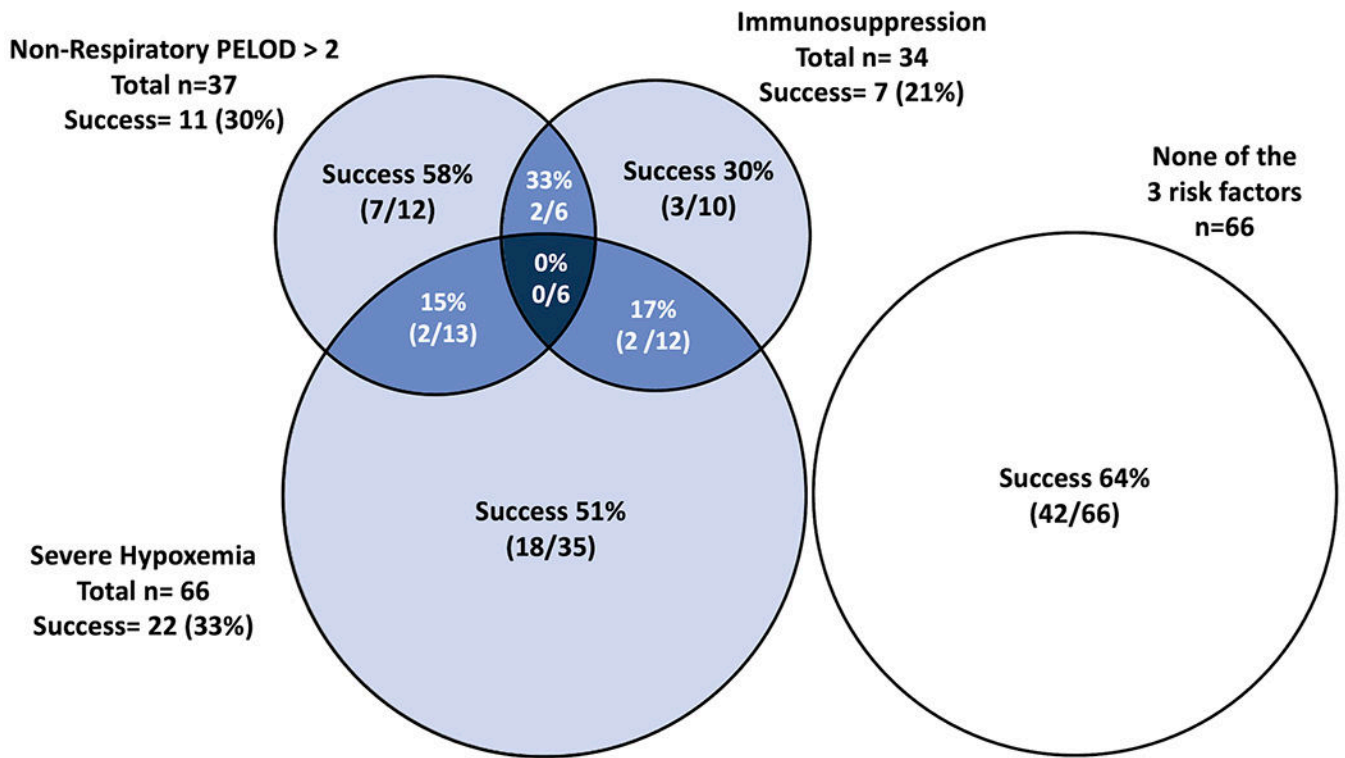 Non-Respiratory PELOD > 2
Total n=37
Success= 11 (30%)
Immunosuppression
Total n= 34
Success= 7 (21%)
None of the
3 risk factors
n=66
Success 58%
(7/12)
33%
2/6
Success 30%
(3/10)
0%
0/6
15%
(2/13)
17%
(2 /12)
Success 51%
(18/35)
Success 64%
(42/66)
Severe Hypoxemia
Total n= 66
Success= 22 (33%)